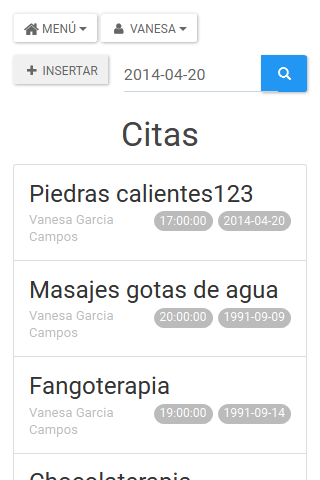 MENÚ
VANESA
INSERTAR
2014-04-20
Citas
Piedras calientes123
Vanesa Garcia Campos
17:00:00
2014-04-20
Masajes gotas de agua
Vanesa Garcia Campos
20:00:00
1991-09-09
Fangoterapia
Vanesa Garcia Campos
19:00:00
1991-09-14
Chocolaterapia